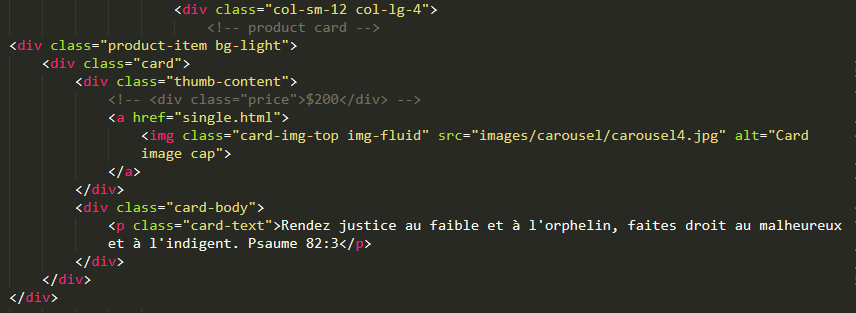 <div class="col-sm-12 col-lg-4">
<!-- product card -->
<div class="product-item bg-light">
<div class="card">
<div class="thumb-content">
<!-- <div class="price">$200</div> -->
<a href="single.html">
<img class="card-img-top img-fluid" src="images/carousel/carousel4.jpg" alt="Card
image cap">
</a>
</div>
<div class="card-body">
<p class="card-text">Rendez justice au faible et à l'orphelin, faites droit au malheureux
et à l'indigent. Psaume 82:3</p>
</div>
</div>
</div>